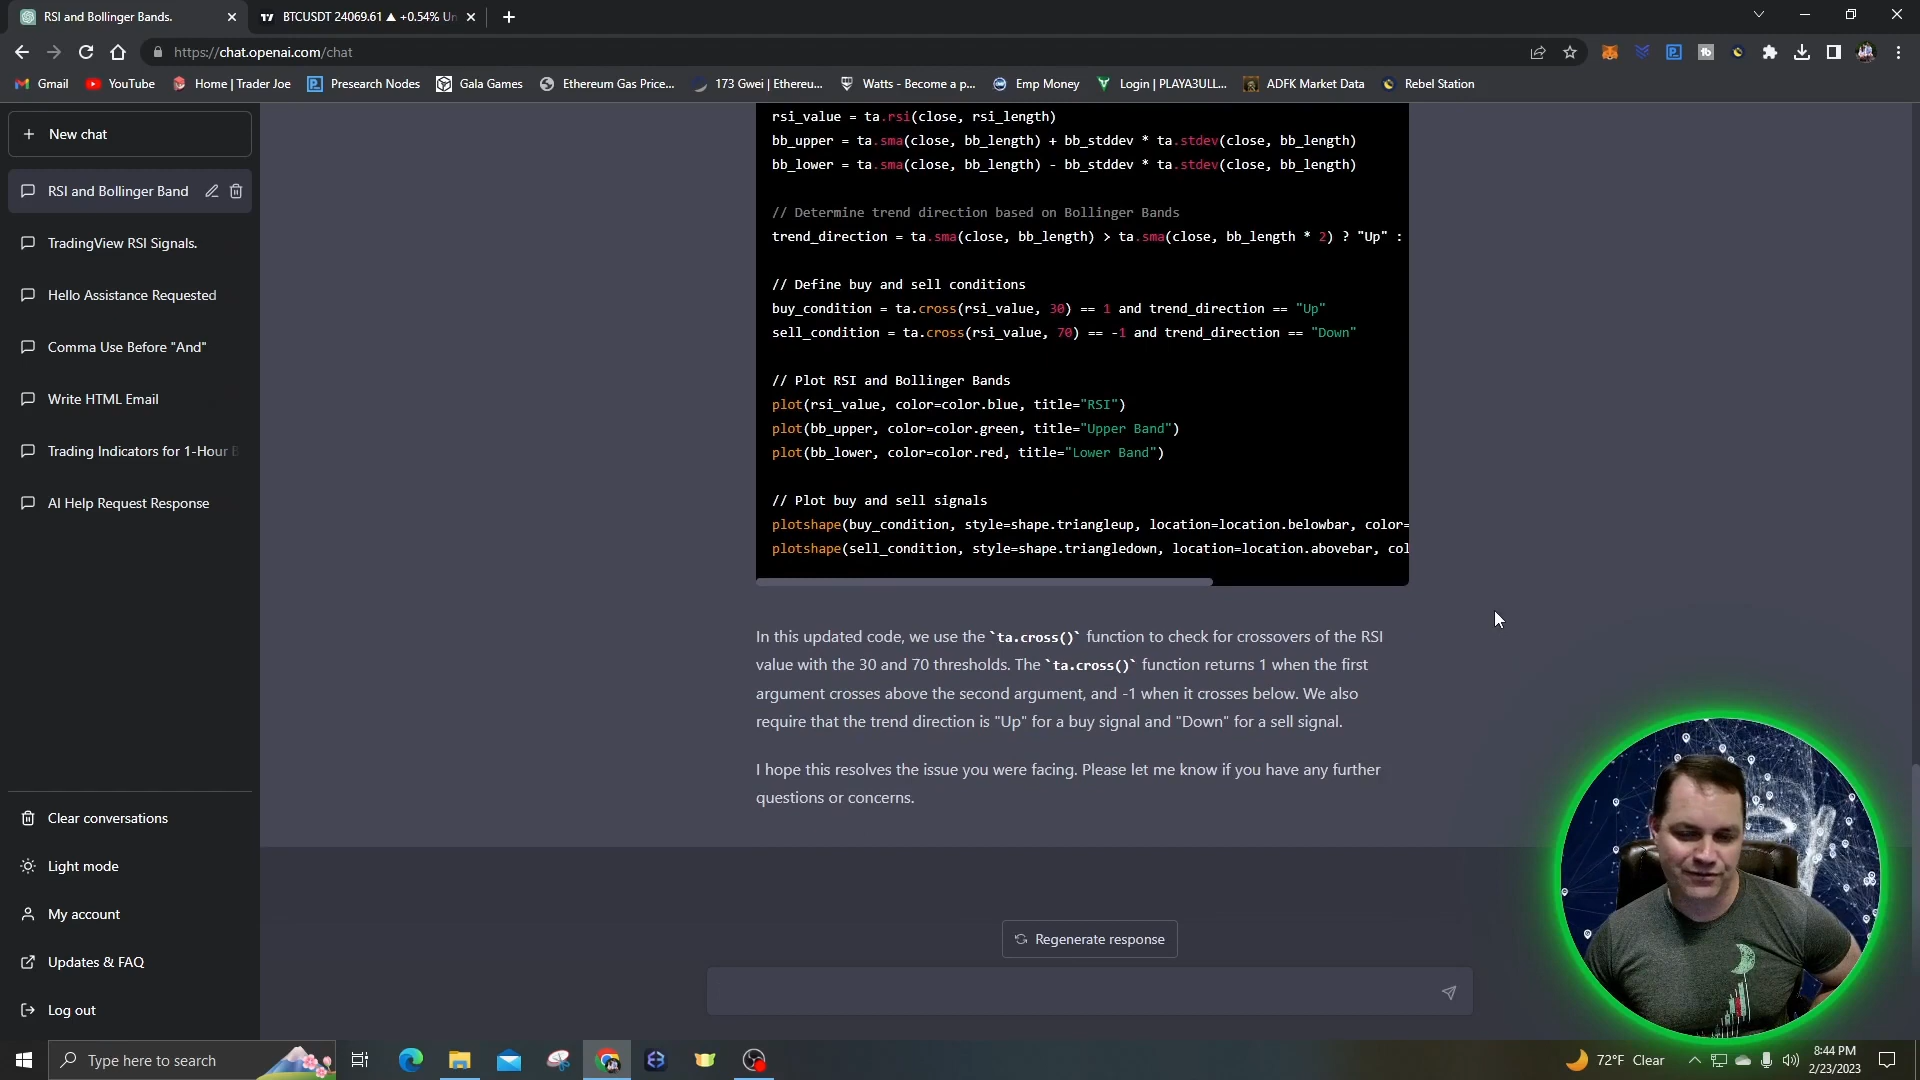 RSI and Bollinger Bands.
BTCUSDT 24069.61 ▲ +0.54% Un
https://chat.openai.com/chat
Gmail
YouTube
Home | Trader Joe
Presearch Nodes
Gala Games
Ethereum Gas Price...
173 Gwei | Ethereu...
Watts - Become a p...
Emp Money
Login | PLAYA3ULL...
ADFK Market Data
Rebel Station
New chat
RSI and Bollinger Band
TradingView RSI Signals.
Hello Assistance Requested
Comma Use Before "And"
Write HTML Email
Trading Indicators for 1-Hour B
AI Help Request Response
Clear conversations
Light mode
My account
Updates & FAQ
Log out
rsi_value = ta.rsi(close, rsi_length)
bb_upper = ta.sma(close, bb_length) + bb_stddev * ta.stdev(close, bb_length)
bb_lower = ta.sma(close, bb_length) - bb_stddev * ta.stdev(close, bb_length)
// Determine trend direction based on Bollinger Bands
trend_direction = ta.sma(close, bb_length) > ta.sma(close, bb_length * 2) ? "Up" :
// Define buy and sell conditions
buy_condition = ta.cross(rsi_value, 30) == 1 and trend_direction == "Up"
sell_condition = ta.cross(rsi_value, 70) == -1 and trend_direction == "Down"
// Plot RSI and Bollinger Bands
plot(rsi_value, color=color.blue, title="RSI")
plot(bb_upper, color=color.green, title="Upper Band")
plot(bb_lower, color=color.red, title="Lower Band")
// Plot buy and sell signals
plotshape(buy_condition, style=shape.triangleup, location=location.belowbar, color=
plotshape(sell_condition, style=shape.triangledown, location=location.abovebar, col
In this updated code, we use the `ta.cross()` function to check for crossovers of the RSI
value with the 30 and 70 thresholds. The `ta.cross()` function returns 1 when the first
argument crosses above the second argument, and -1 when it crosses below. We also
require that the trend direction is "Up" for a buy signal and "Down" for a sell signal.
I hope this resolves the issue you were facing. Please let me know if you have any further
questions or concerns.
Regenerate response
Type here to search
72°F Clear
8:44 PM
2/23/2023